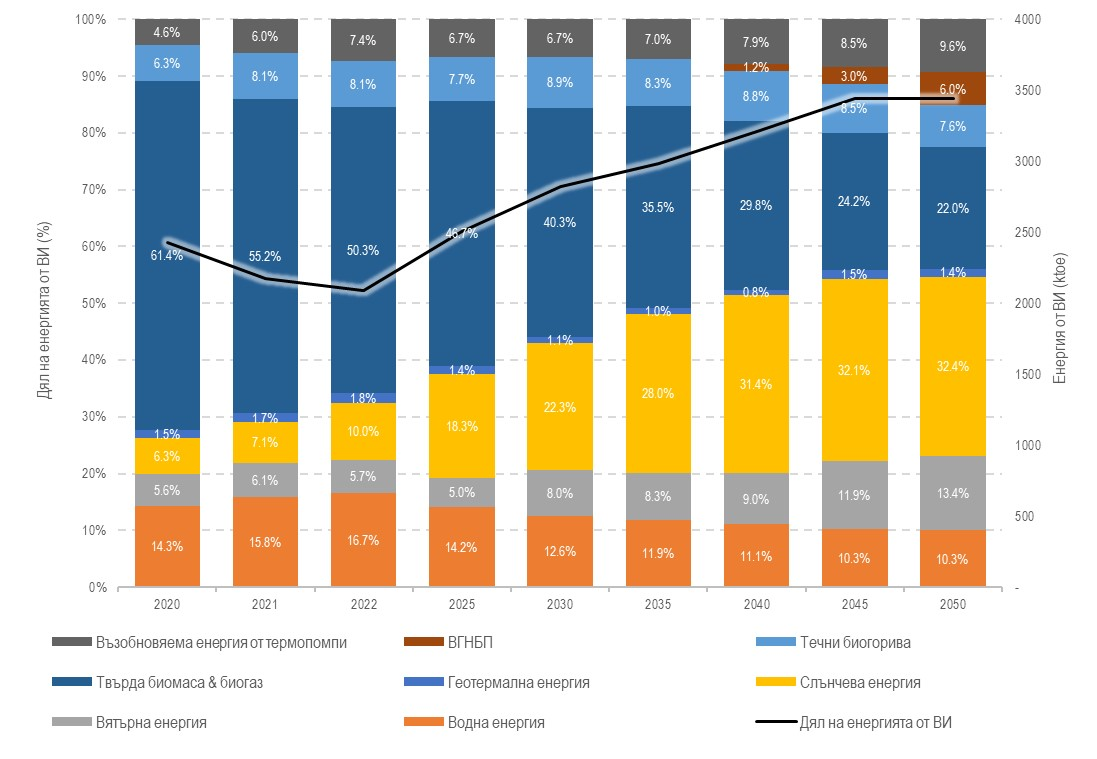 100%
90%
80%
70%
60%
50%
40%
30%
20%
10%
0%
Дял на енергията от ВИ (%)
4000
3500
3000
2500
2000
1500
1000
500
-
Енергия от ВИ (ktoe)
4.6% 6.0% 7.4% 6.7% 6.7% 7.0% 7.9% 8.5% 9.6%
1.2% 3.0% 6.0%
6.3% 8.1% 8.1% 7.7% 8.9% 8.3% 8.8% 8.5% 7.6%
61.4% 55.2% 50.3% 46.7% 40.3% 35.5% 29.8% 24.2% 22.0%
1.5% 1.7% 1.8% 1.4% 1.1% 1.0% 0.8% 1.5% 1.4%
6.3% 7.1% 10.0% 18.3% 22.3% 28.0% 31.4% 32.1% 32.4%
5.6% 6.1% 5.7% 5.0% 8.0% 8.3% 9.0% 11.9% 13.4%
14.3% 15.8% 16.7% 14.2% 12.6% 11.9% 11.1% 10.3% 10.3%
2020 2021 2022 2025 2030 2035 2040 2045 2050
Възобновяема енергия от термопомпи ВГНБП Течни биогорива
Твърда биомаса & биогаз Геотермална енергия Слънчева енергия
Вятърна енергия Водна енергия Дял на енергията от ВИ